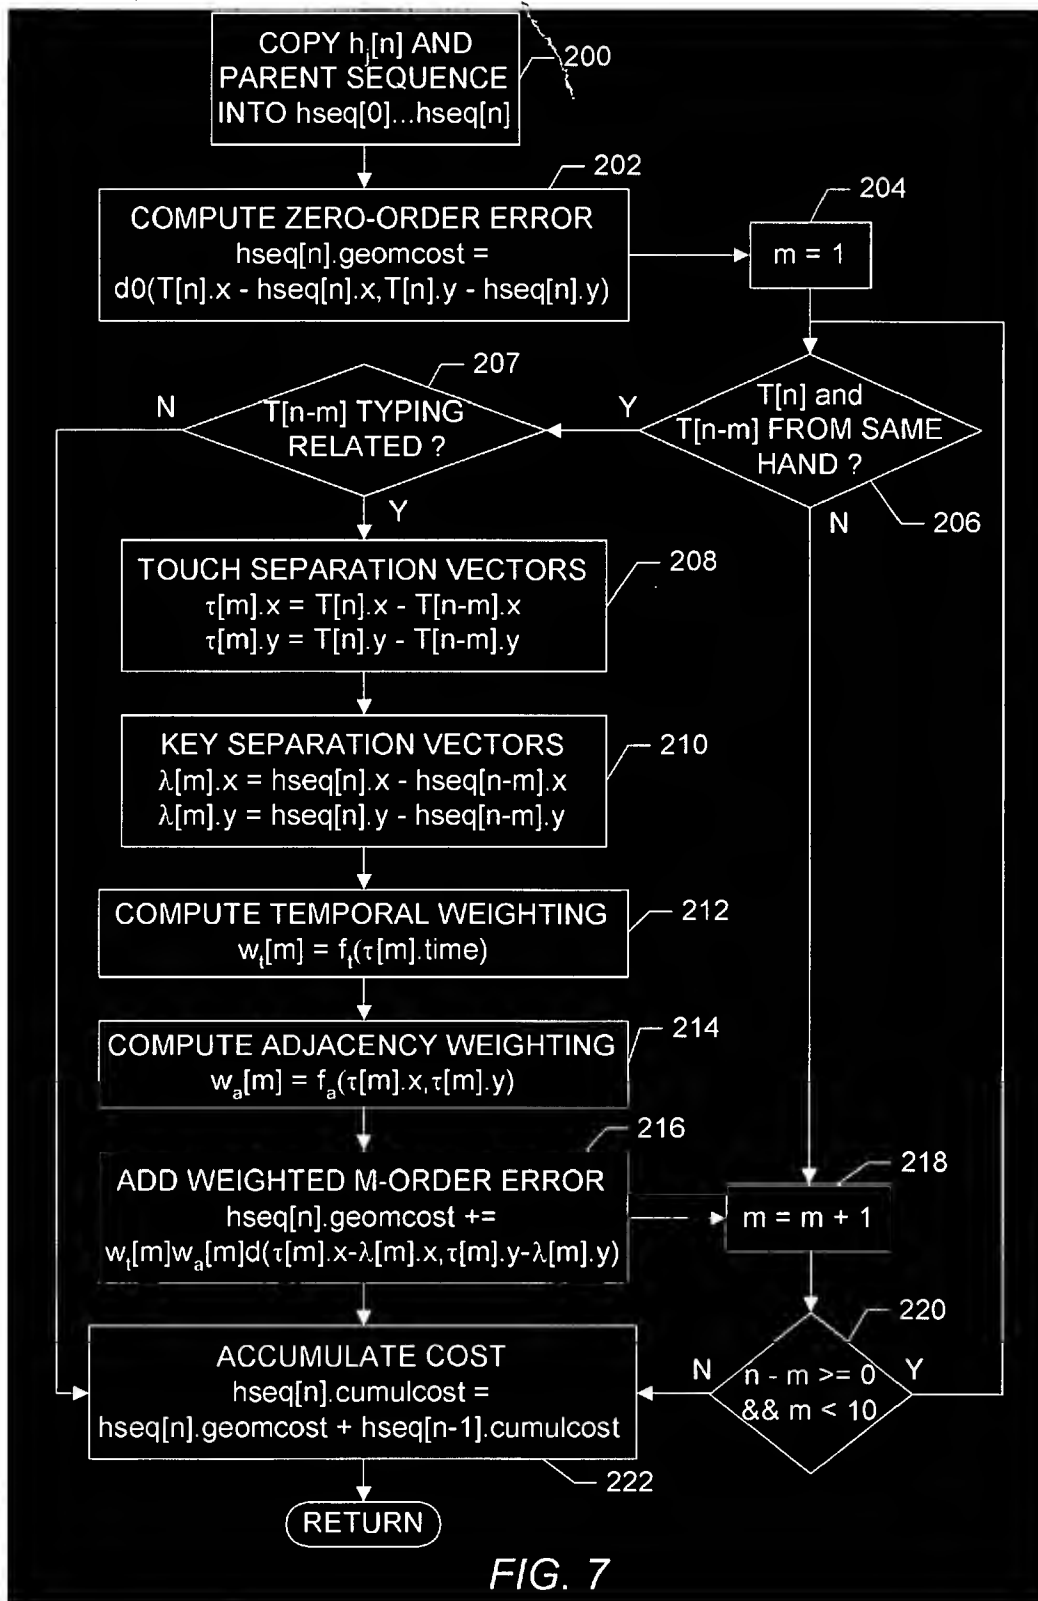 COPY hj[n] AND
PARENT SEQUENCE
INTO hseq[0]...hseq[n]
200
202
COMPUTE ZERO-ORDER ERROR
hseq[n].geomcost =
d0(T[n].x - hseq[n].x,T[n].y - hseq[n].y)
204
m = 1
207
N
T[n-m] TYPING
RELATED ?
Y
Y
T[n] and
T[n-m] FROM SAME
HAND ?
N
206
TOUCH SEPARATION VECTORS
τ[m].x = T[n].x - T[n-m].x
τ[m].y = T[n].y - T[n-m].y
208
KEY SEPARATION VECTORS
λ[m].x = hseq[n].x - hseq[n-m].x
λ[m].y = hseq[n].y - hseq[n-m].y
210
COMPUTE TEMPORAL WEIGHTING
wt[m] = ft(τ[m].time)
212
COMPUTE ADJACENCY WEIGHTING
wa[m] = fa(τ[m].x,τ[m].y)
214
216
ADD WEIGHTED M-ORDER ERROR
hseq[n].geomcost +=
wt[m]wa[m]d(τ[m].x-λ[m].x,τ[m].y-λ[m].y)
218
m = m + 1
220
N
n - m >= 0
&& m < 10
Y
ACCUMULATE COST
hseq[n].cumulcost =
hseq[n].geomcost + hseq[n-1].cumulcost
222
RETURN
FIG. 7